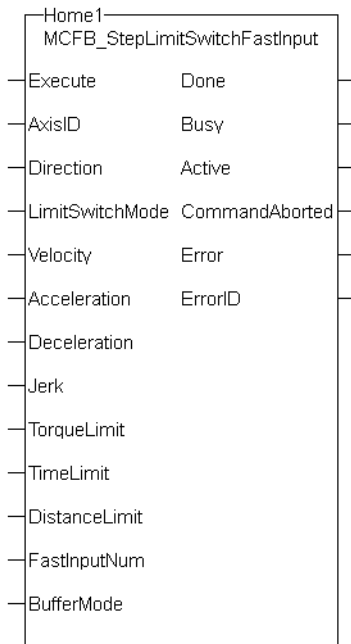 Home1
MCFB_StepLimitSwitchFastInput
Execute Done
AxisID Busy
Direction Active
LimitSwitchMode CommandAborted
Velocity Error
Acceleration ErrorID
Deceleration
Jerk
TorqueLimit
TimeLimit
DistanceLimit
FastInputNum
BufferMode